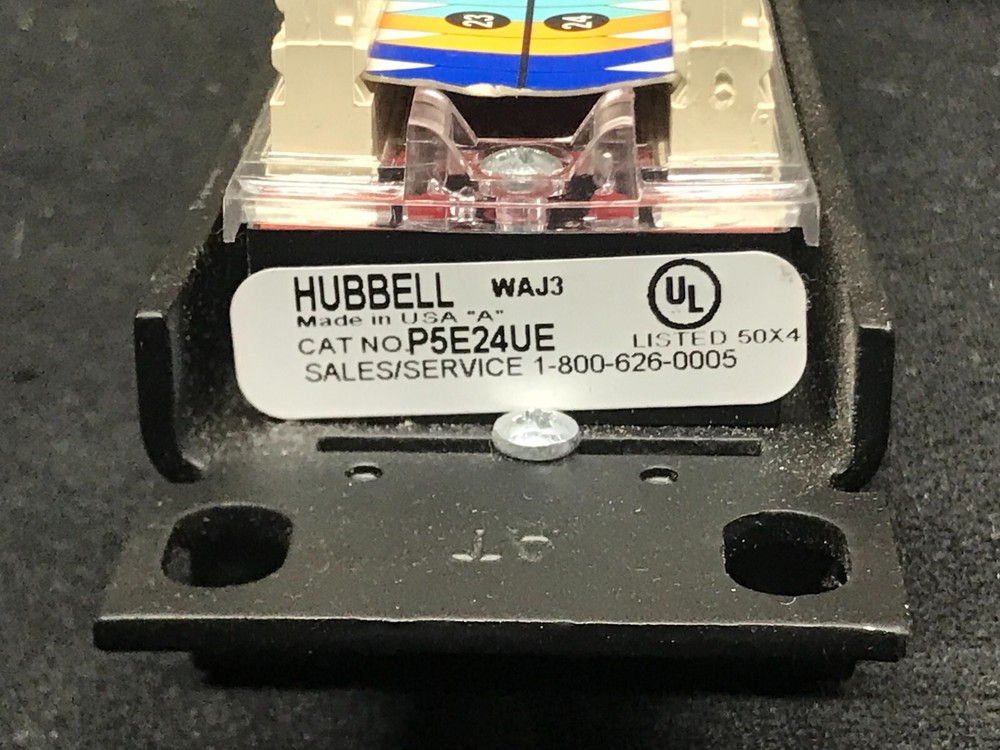 23 24
HUBBELL WAJ3
Made in USA "A"
CAT NO.P5E24UE
SALES/SERVICE 1-800-626-0005
UL
LISTED 50X4